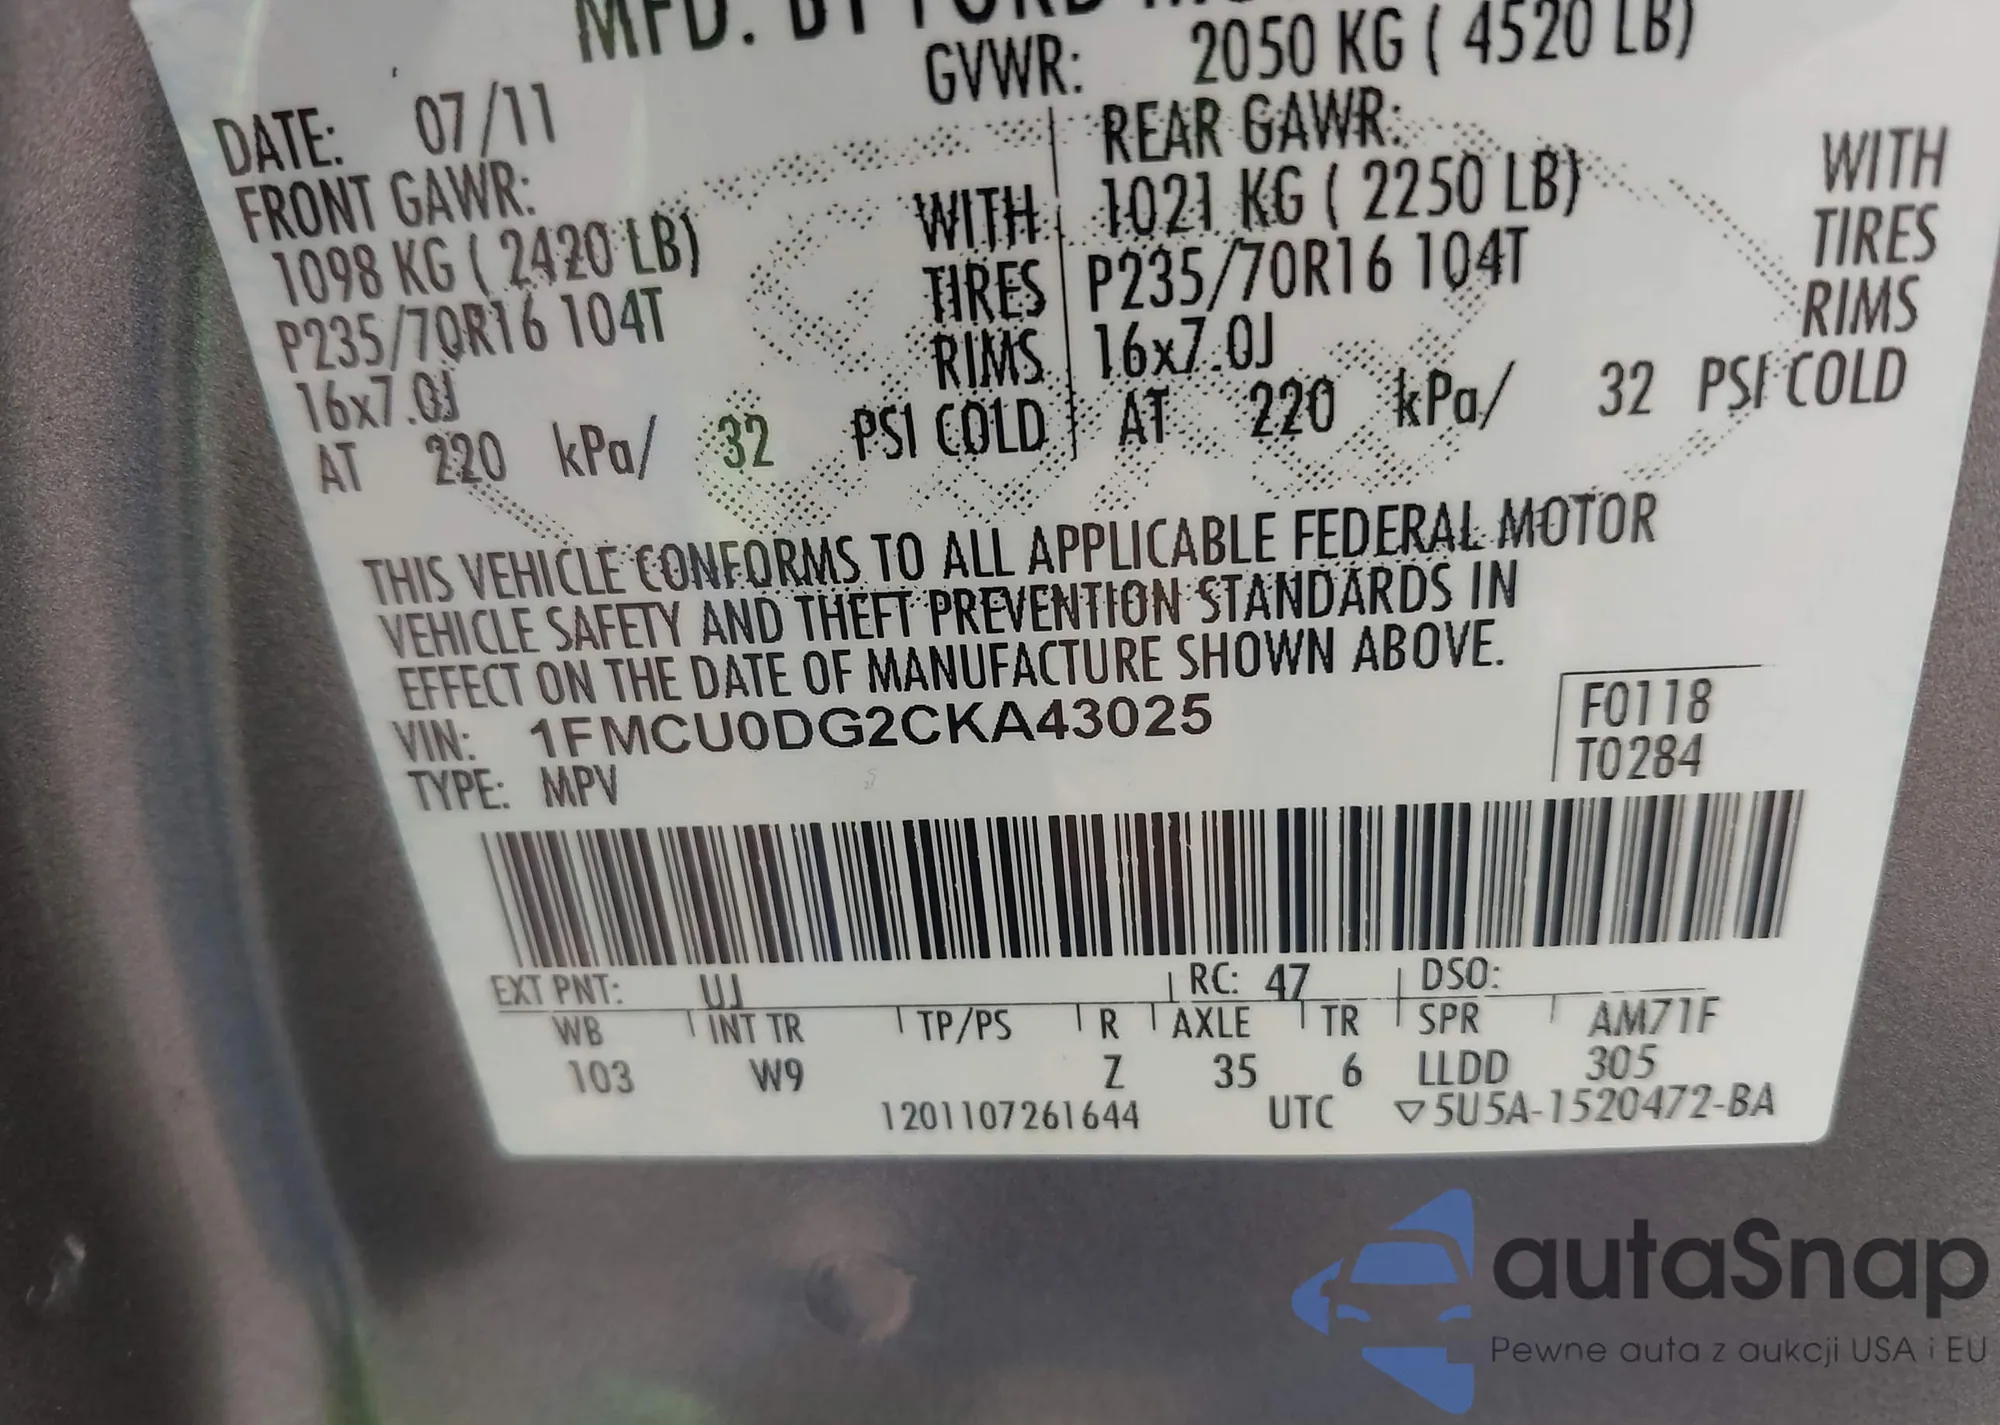 MFD. BY FORD
GVWR: 2050 KG ( 4520 LB)
DATE: 07/11
FRONT GAWR:
1098 KG ( 2420 LB)
P235/70R16 104T
16x7.0J
AT 220 kPa/ 32 PSI COLD
WITH
TIRES
RIMS
REAR GAWR:
1021 KG ( 2250 LB)
P235/70R16 104T
16x7.0J
AT 220 kPa/ 32 PSI COLD
WITH
TIRES
RIMS
THIS VEHICLE CONFORMS TO ALL APPLICABLE FEDERAL MOTOR
VEHICLE SAFETY AND THEFT PREVENTION STANDARDS IN
EFFECT ON THE DATE OF MANUFACTURE SHOWN ABOVE.
VIN: 1FMCU0DG2CKA43025
TYPE: MPV
F0118
T0284
EXT PNT: UJ RC: 47 DSO:
WB INT TR TP/PS R AXLE TR SPR AM71F
103 W9 Z 35 6 LLDD 305
1201107261644 UTC ▽5U5A-1520472-BA
autaSnap
Pewne auta z aukcji USA i EU